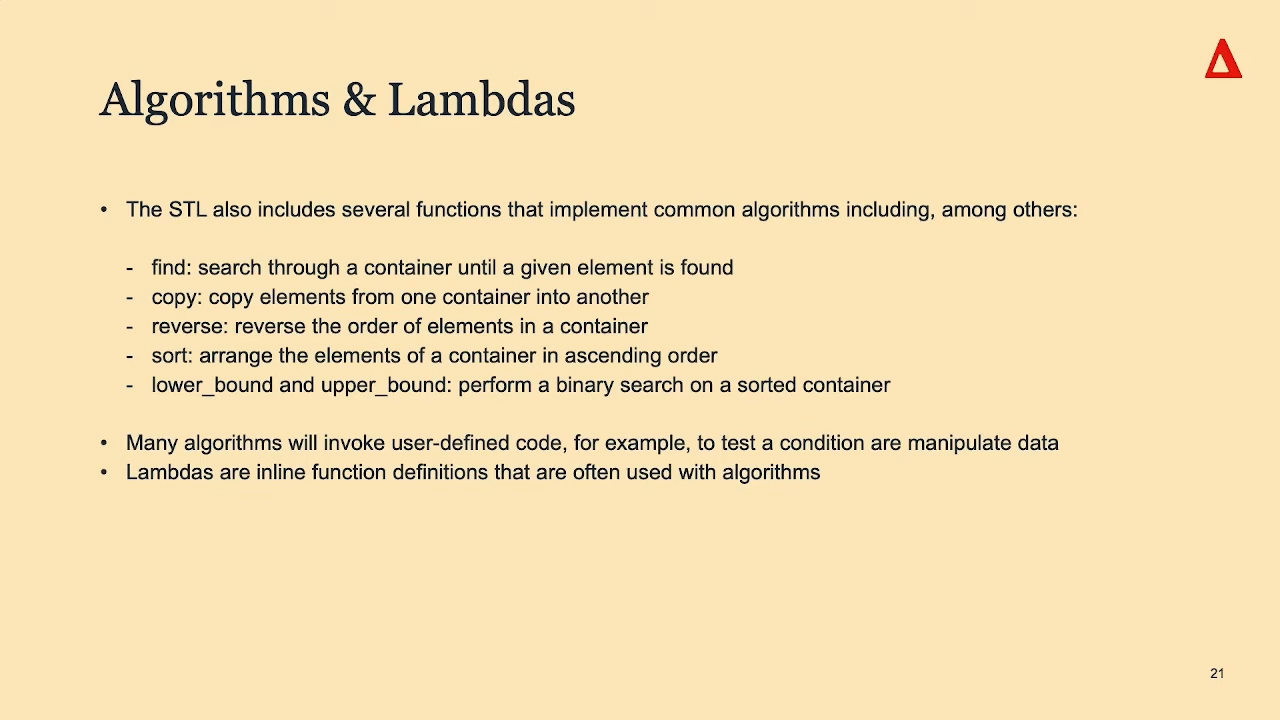 Algorithms & Lambdas
• The STL also includes several functions that implement common algorithms including, among others:
- find: search through a container until a given element is found
- copy: copy elements from one container into another
- reverse: reverse the order of elements in a container
- sort: arrange the elements of a container in ascending order
- lower_bound and upper_bound: perform a binary search on a sorted container
• Many algorithms will invoke user-defined code, for example, to test a condition are manipulate data
• Lambdas are inline function definitions that are often used with algorithms
21